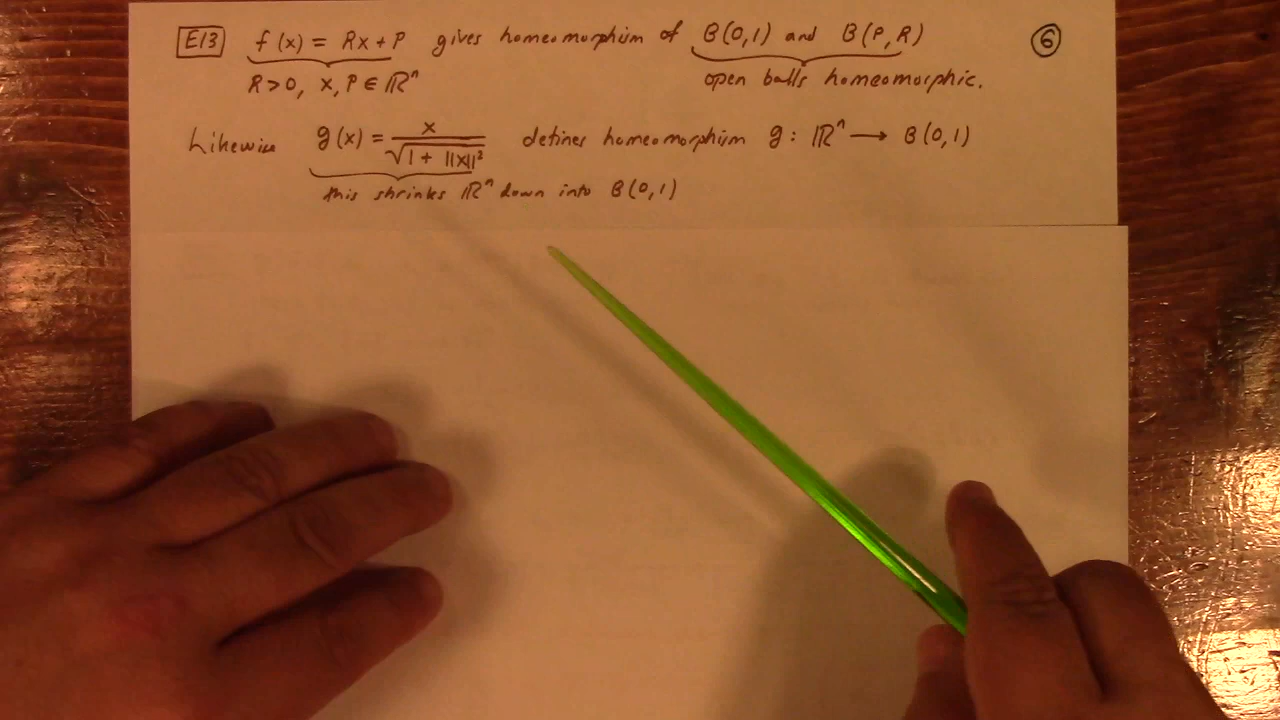 E13 f(x) = Rx + P gives homeomorphism of B(0,1) and B(P,R) 6
R>0, x, P ∈ ℝⁿ open balls homeomorphic.
Likewise g(x) = x / √(1 + ||x||²) defines homeomorphism g: ℝⁿ → B(0,1)
this shrinks ℝⁿ down into B(0,1)